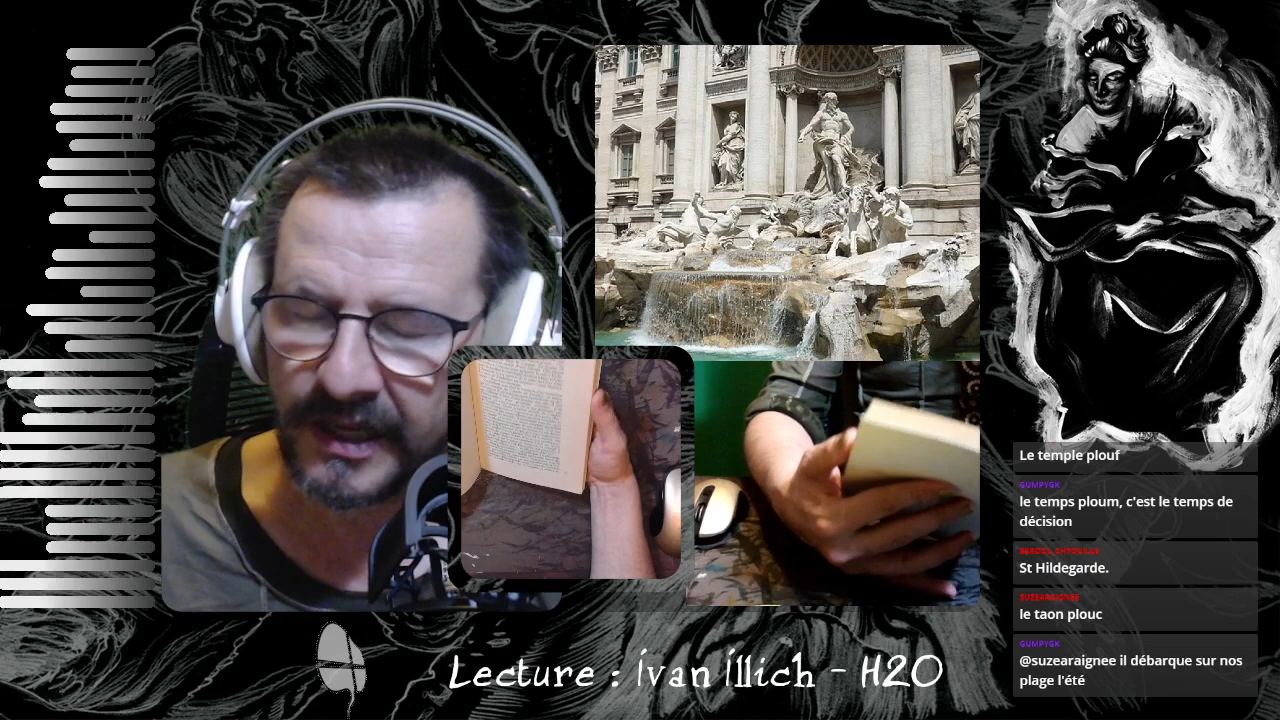 Le temple plouf
GUMPYGK
le temps ploum, c'est le temps de
décision
St Hildegarde.
SUZEARAIGNEE
le taon plouc
GUMPYGK
@suzearaignee il débarque sur nos
plage l'été
Lecture : Ivan Illich - H2O